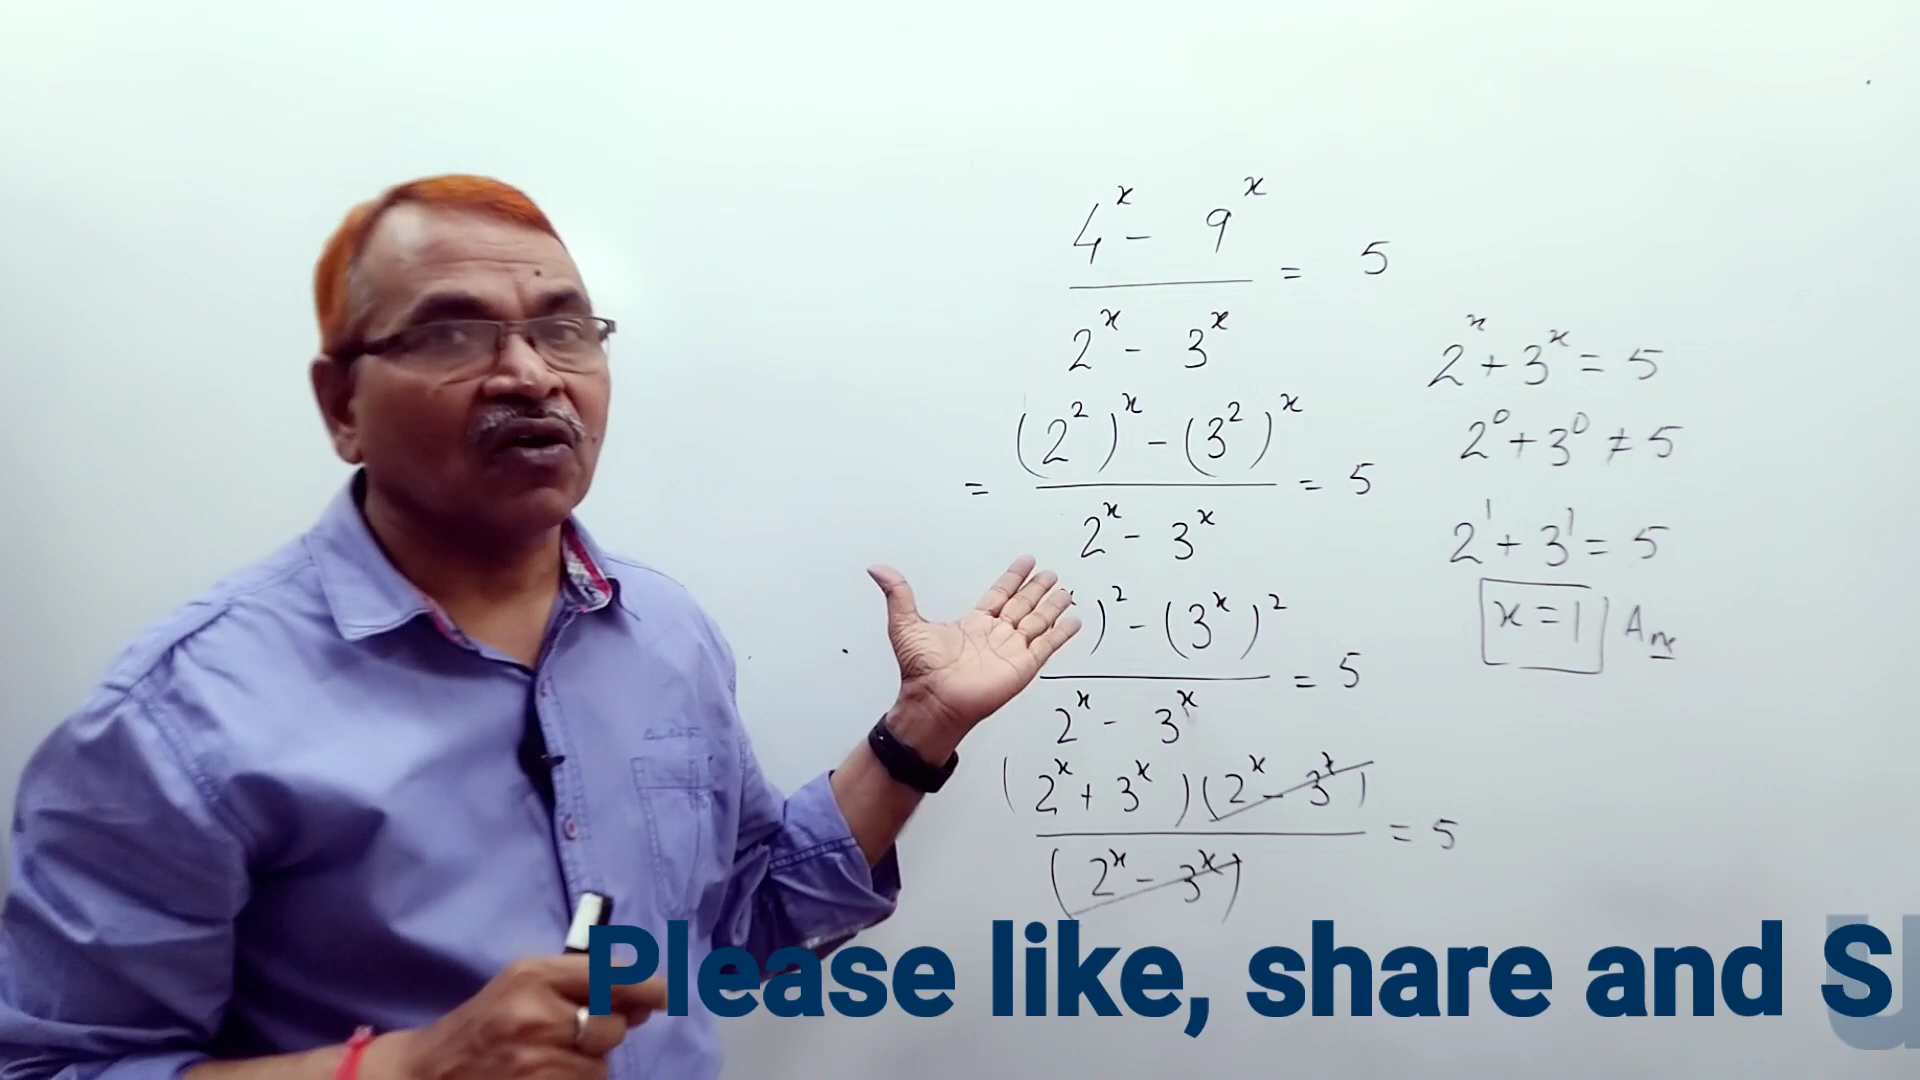 4^x - 9^x
———— = 5
2^x - 3^x
= (2^2)^x - (3^2)^x
———— = 5
2^x - 3^x
)^2 - (3^x)^2
———— = 5
2^x - 3^x
(2^x + 3^x)(2^x - 3^x)
———— = 5
(2^x - 3^x)
2^x + 3^x = 5
2^0 + 3^0 ≠ 5
2^1 + 3^1 = 5
x = 1 Ans
Please like, share and Su